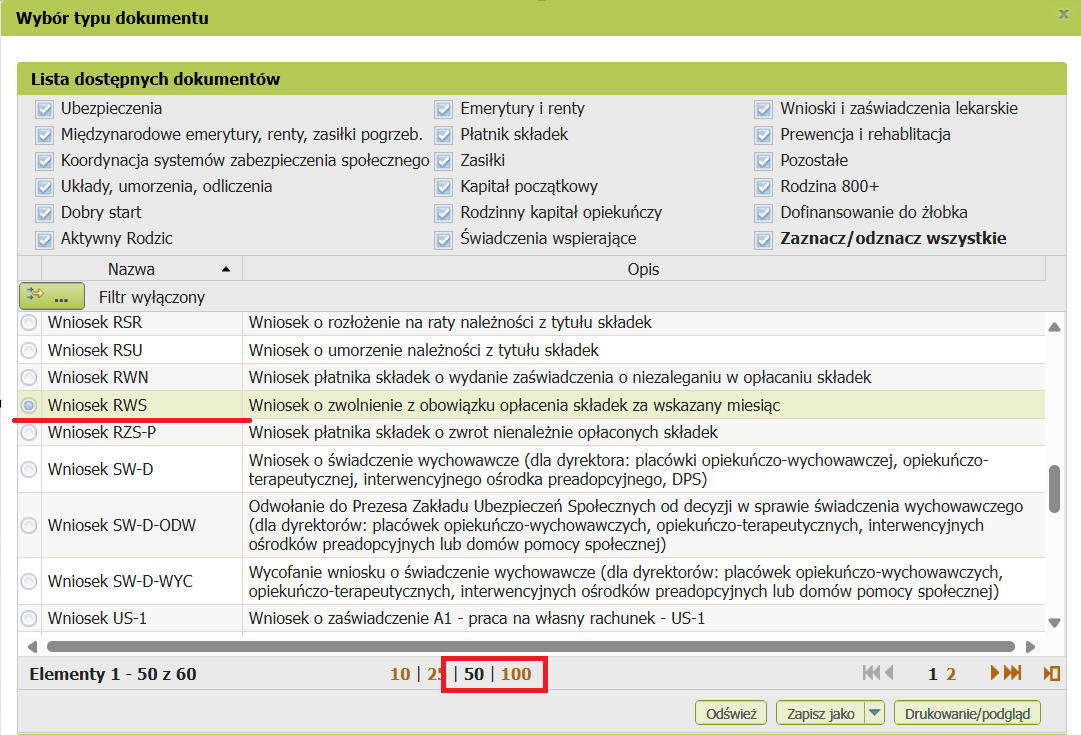 Wybór typu dokumentu
x
Lista dostępnych dokumentów
Ubezpieczenia
Emerytury i renty
Wnioski i zaświadczenia lekarskie
Międzynarodowe emerytury, renty, zasiłki pogrzeb.
Płatnik składek
Prewencja i rehablitacja
Koordynacja systemów zabezpieczenia społecznego
Zasiłki
Pozostałe
Układy, umorzenia, odliczenia
Kapitał początkowy
Rodzina 800+
Dobry start
Rodzinny kapitał opiekuńczy
Dofinansowanie do żłobka
Aktywny Rodzic
Świadczenia wspierające
Zaznacz/odznacz wszystkie
Nazwa
Opis
...
Filtr wyłączony
Wniosek RSR
Wniosek o rozłożenie na raty należności z tytułu składek
Wniosek RSU
Wniosek o umorzenie należności z tytułu składek
Wniosek RWN
Wniosek płatnika składek o wydanie zaświadczenia o niezaleganiu w opłacaniu składek
Wniosek RWS
Wniosek o zwolnienie z obowiązku opłacenia składek za wskazany miesiąc
Wniosek RZS-P
Wniosek płatnika składek o zwrot nienależnie opłaconych składek
Wniosek SW-D
Wniosek o świadczenie wychowawcze (dla dyrektora: placówki opiekuńczo-wychowawczej, opiekuńczo-
terapeutycznej, interwencyjnego ośrodka preadopcyjnego, DPS)
Wniosek SW-D-ODW
Odwołanie do Prezesa Zakładu Ubezpieczeń Społecznych od decyzji w sprawie świadczenia wychowawczego
(dla dyrektorów: placówek opiekuńczo-wychowawczych, opiekuńczo-terapeutycznych, interwencyjnych
ośrodków preadopcyjnych lub domów pomocy społecznej)
Wniosek SW-D-WYC
Wycofanie wniosku o świadczenie wychowawcze (dla dyrektorów: placówek opiekuńczo-wychowawczych,
opiekuńczo-terapeutycznych, interwencyjnych ośrodków preadopcyjnych lub domów pomocy społecznej)
Wniosek US-1
Wniosek o zaświadczenie A1 - praca na własny rachunek - US-1
Elementy 1 - 50 z 60
10 | 25 | 50 | 100
1 2
Odśwież
Zapisz jako
Drukowanie/podgląd